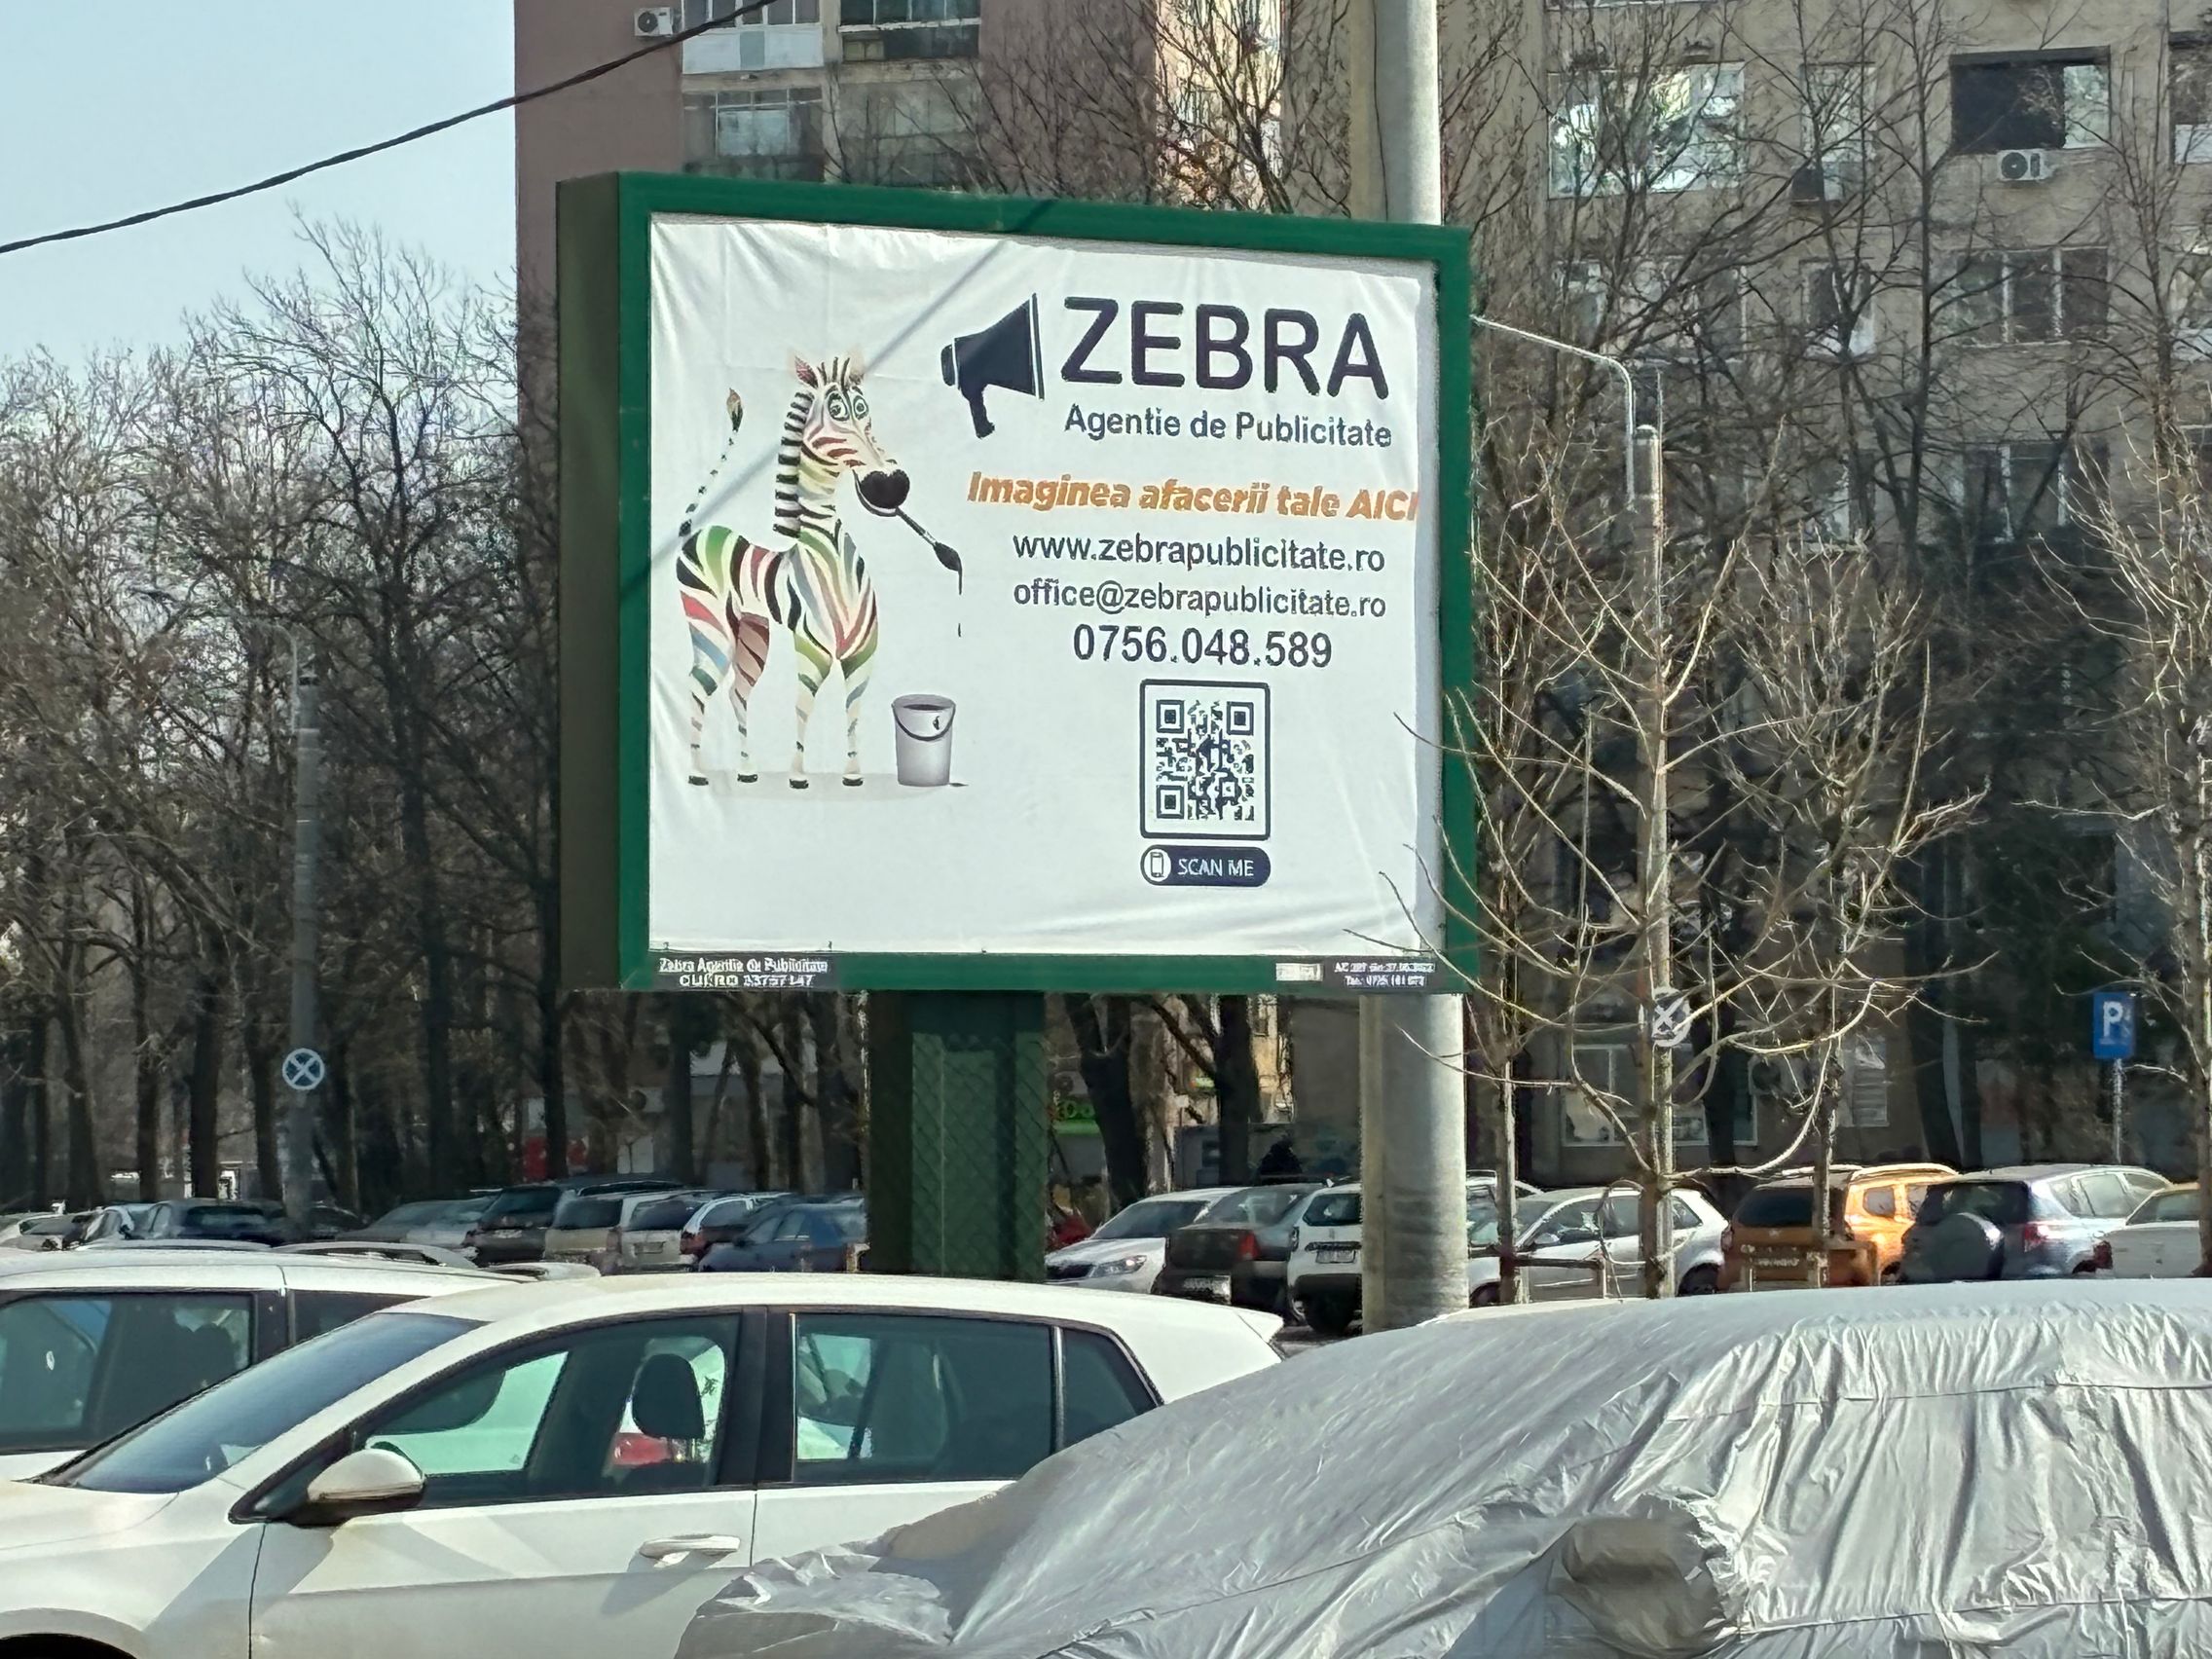 ZEBRA
Agentie de Publicitate
Imaginea afacerii tale AICI
www.zebrapublicitate.ro
office@zebrapublicitate.ro
0756.048.589
SCAN ME
Zebra Agentie de Publicitate
P